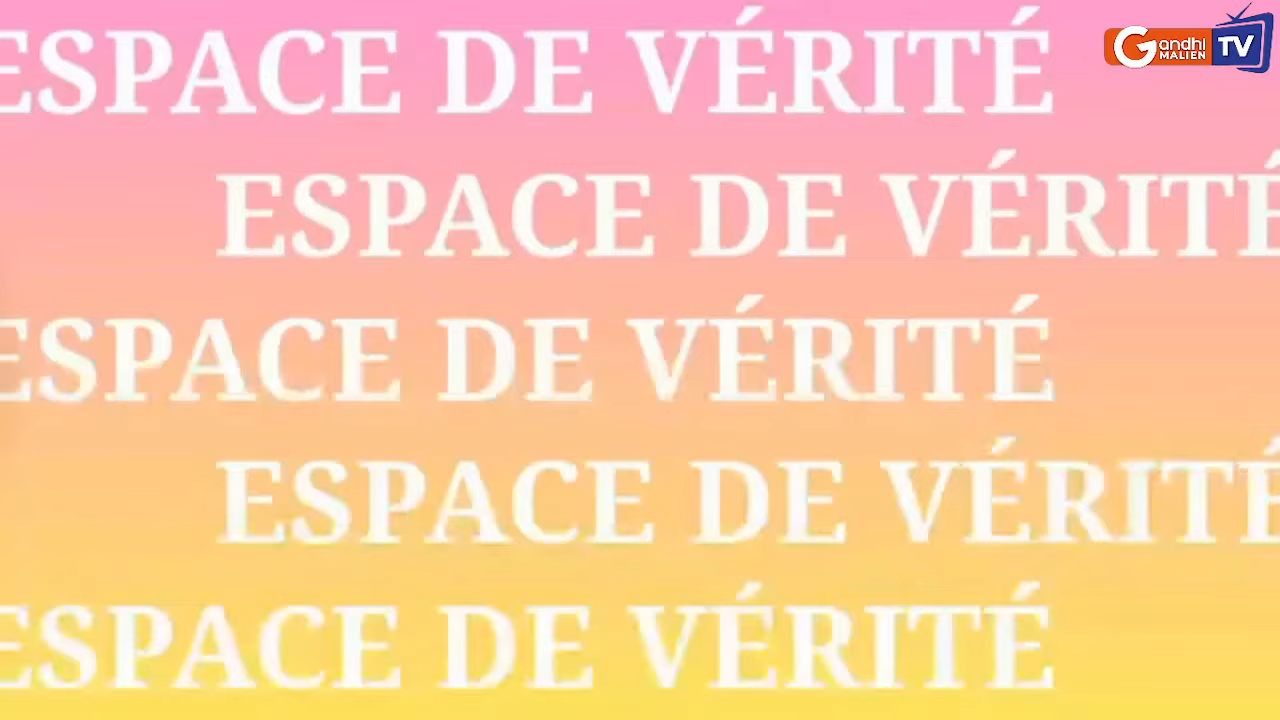 ESPACE DE VÉRITÉ
Gandhi
MALIEN
TV
ESPACE DE VÉRITÉ
ESPACE DE VÉRITÉ
ESPACE DE VÉRITÉ
ESPACE DE VÉRITÉ